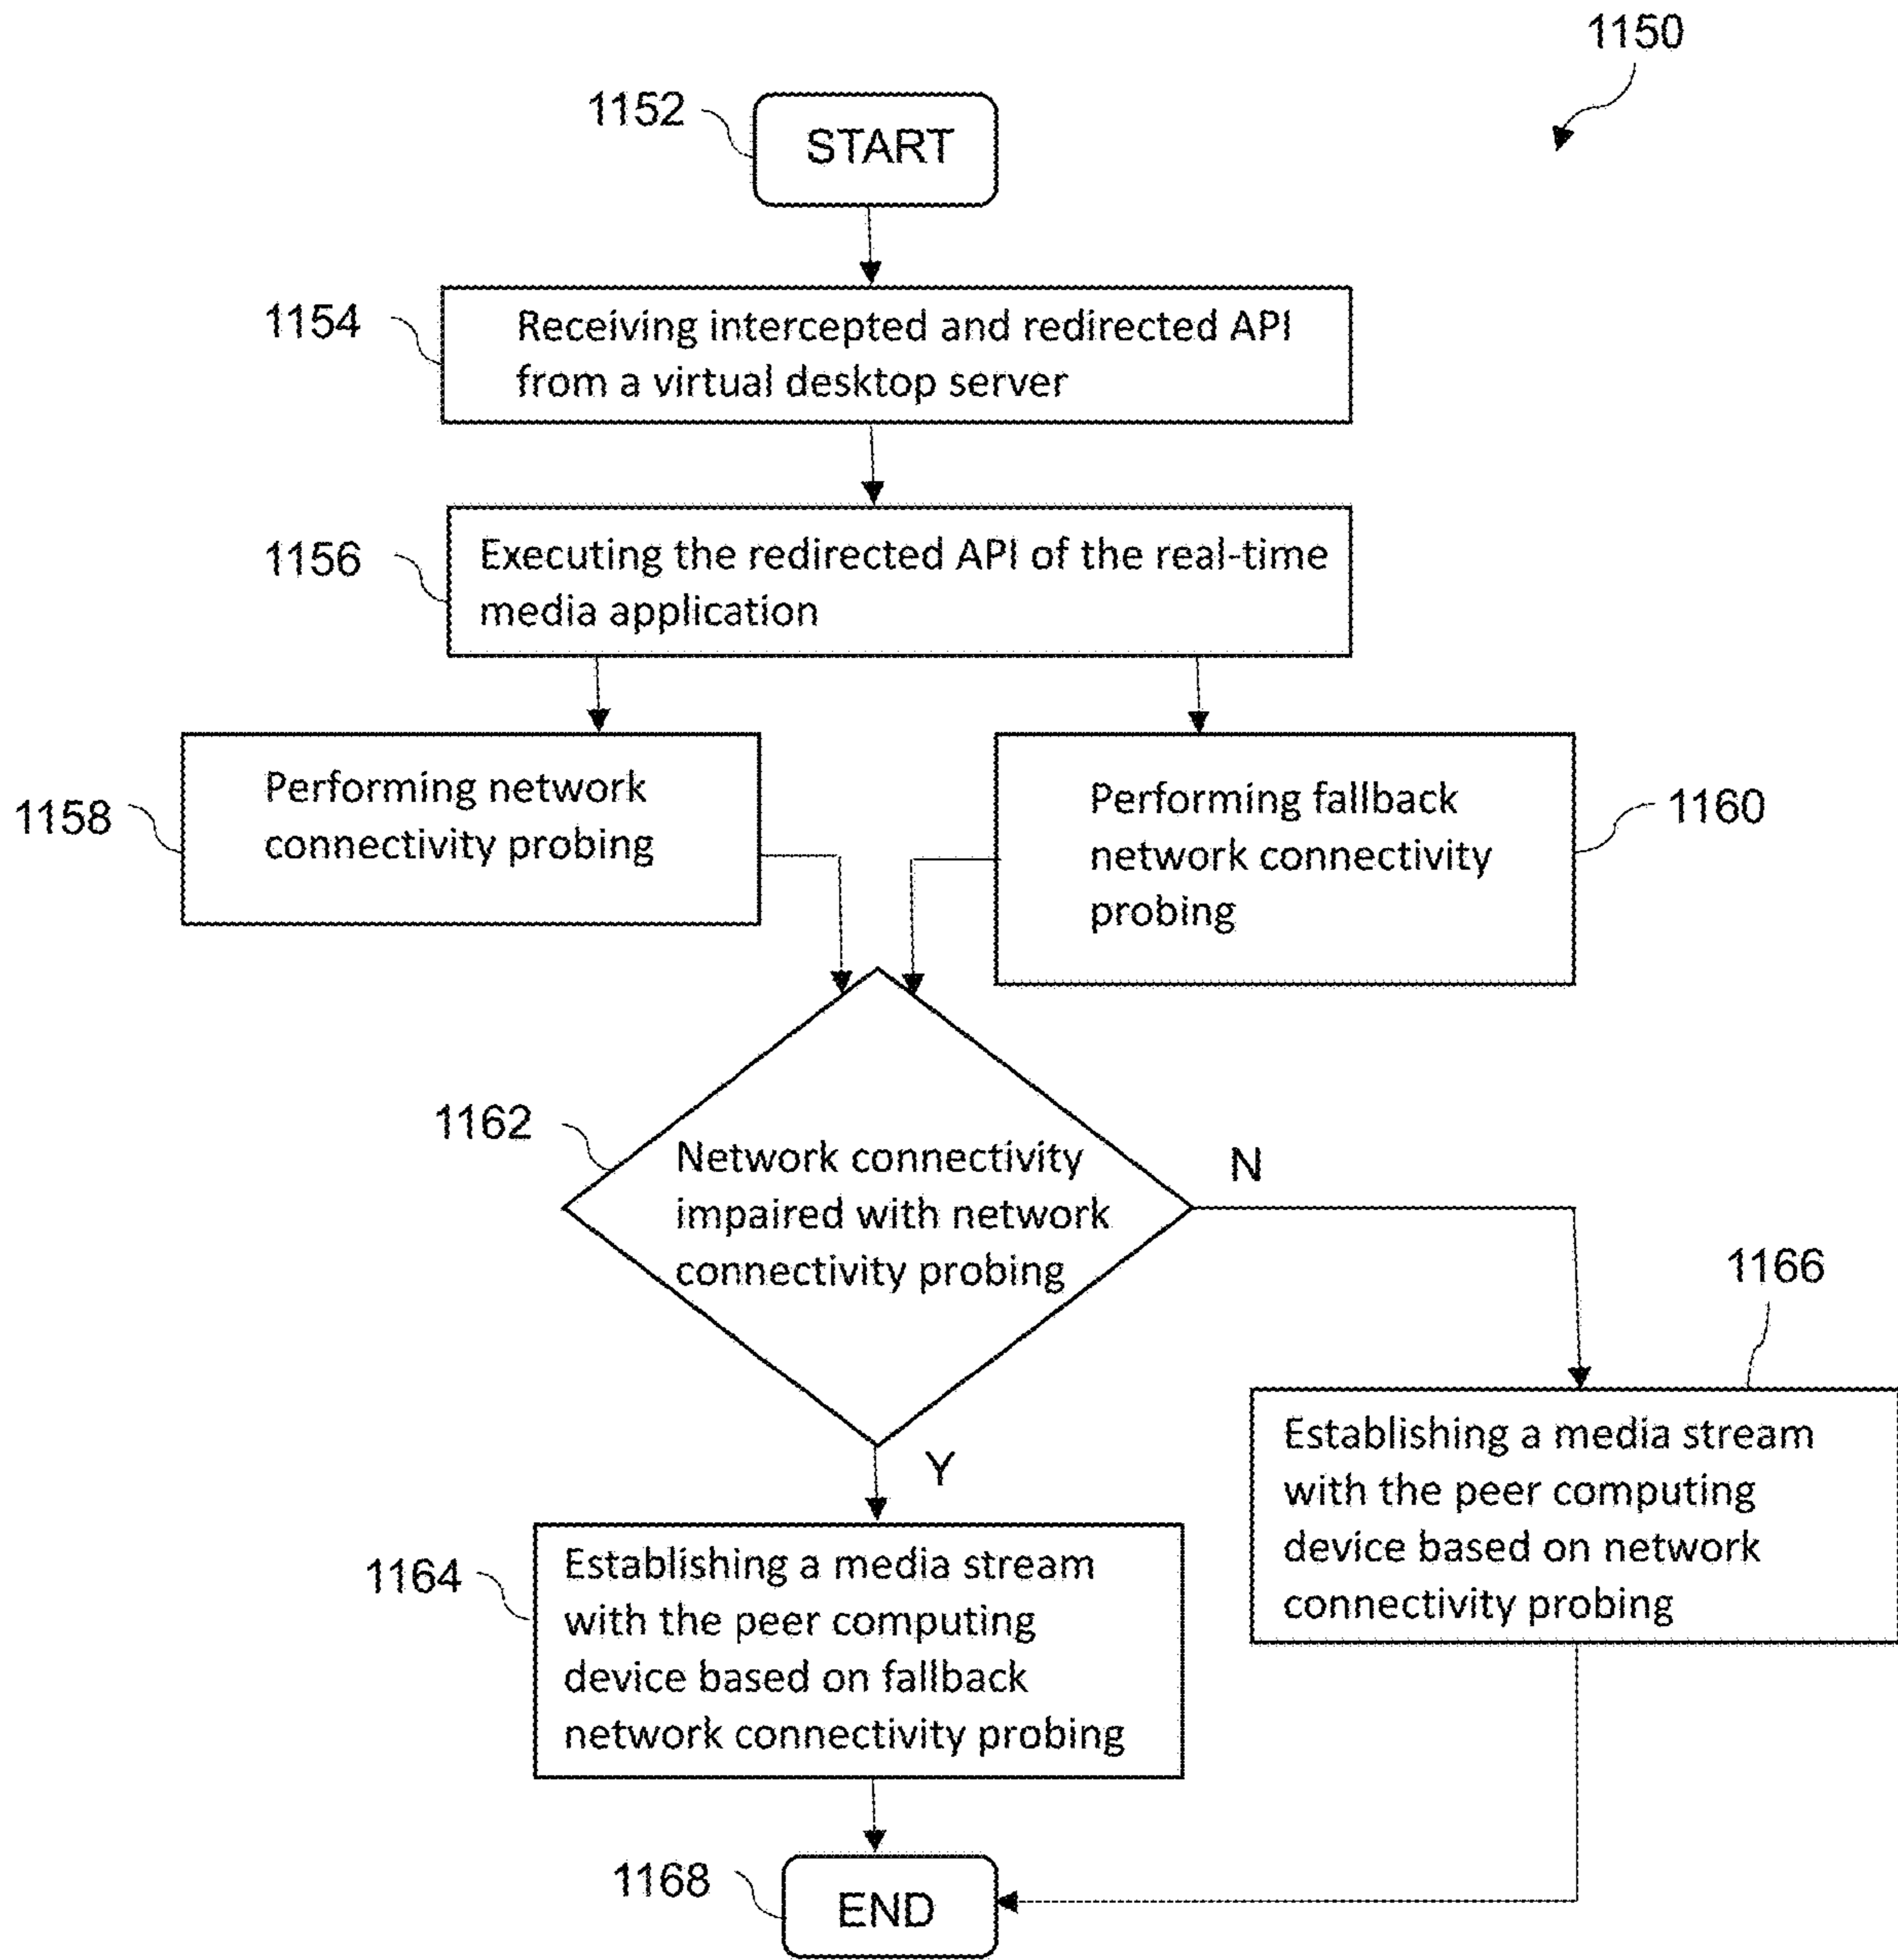 1150
1152
START
1154
Receiving intercepted and redirected API
from a virtual desktop server
1156
Executing the redirected API of the real-time
media application
1158
Performing network
connectivity probing
Performing fallback
network connectivity
probing
1160
1162
Network connectivity
impaired with network
connectivity probing
N
Y
1166
Establishing a media stream
with the peer computing
device based on network
connectivity probing
1164
Establishing a media stream
with the peer computing
device based on fallback
network connectivity probing
1168
END